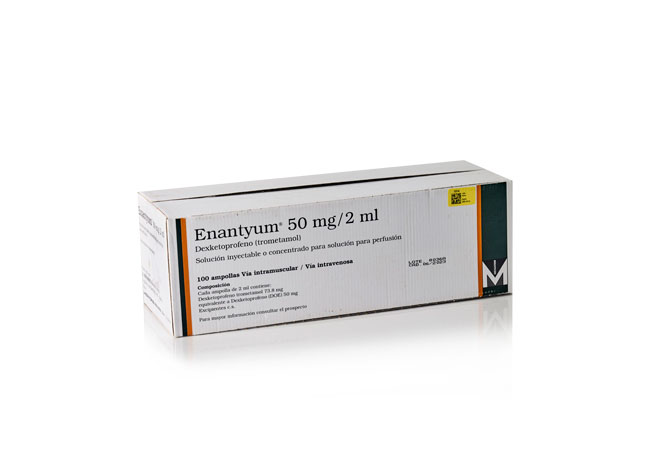 Enantyum® 50 mg/2 ml
Dexketoprofeno (trometamol)
Solución inyectable o concentrado para solución para perfusión
100 ampollas Vía intramuscular / Vía intravenosa
Composición
Cada ampolla de 2 ml contiene:
Dexketoprofeno trometamol 73.8 mg
equivalente a Dexketoprofeno (DOE) 50 mg
Excipientes c.s.
Para mayor información consultar el prospecto
LOTE
CAD.
M